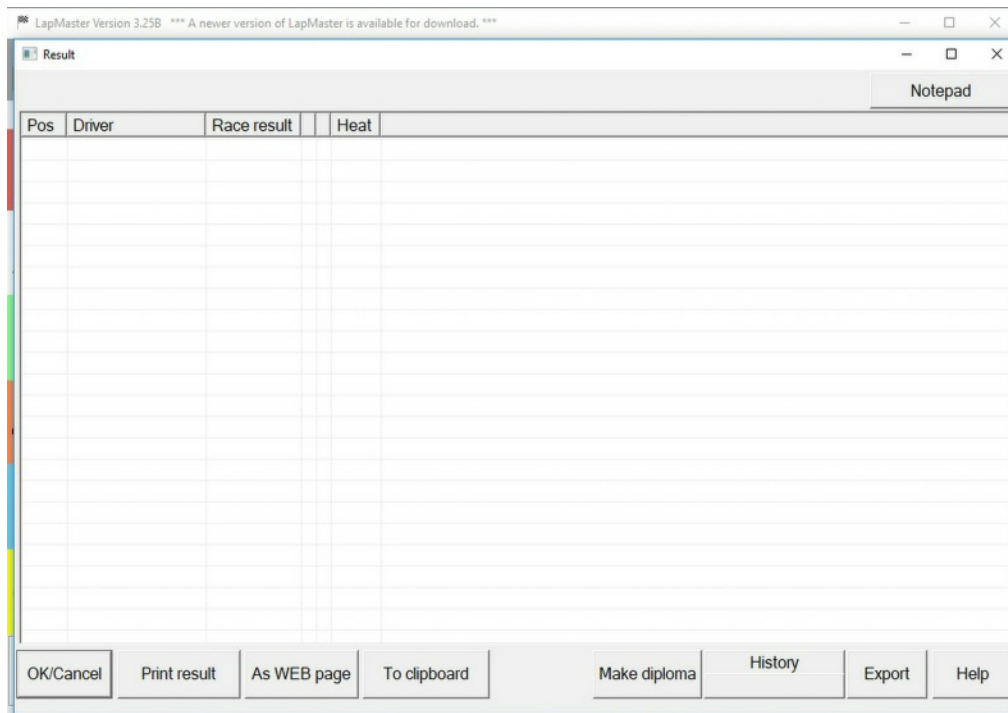 LapMaster Version 3.25B *** A newer version of LapMaster is available for download. ***
Result
Notepad
Pos Driver Race result Heat
OK/Cancel Print result As WEB page To clipboard Make diploma History Export Help